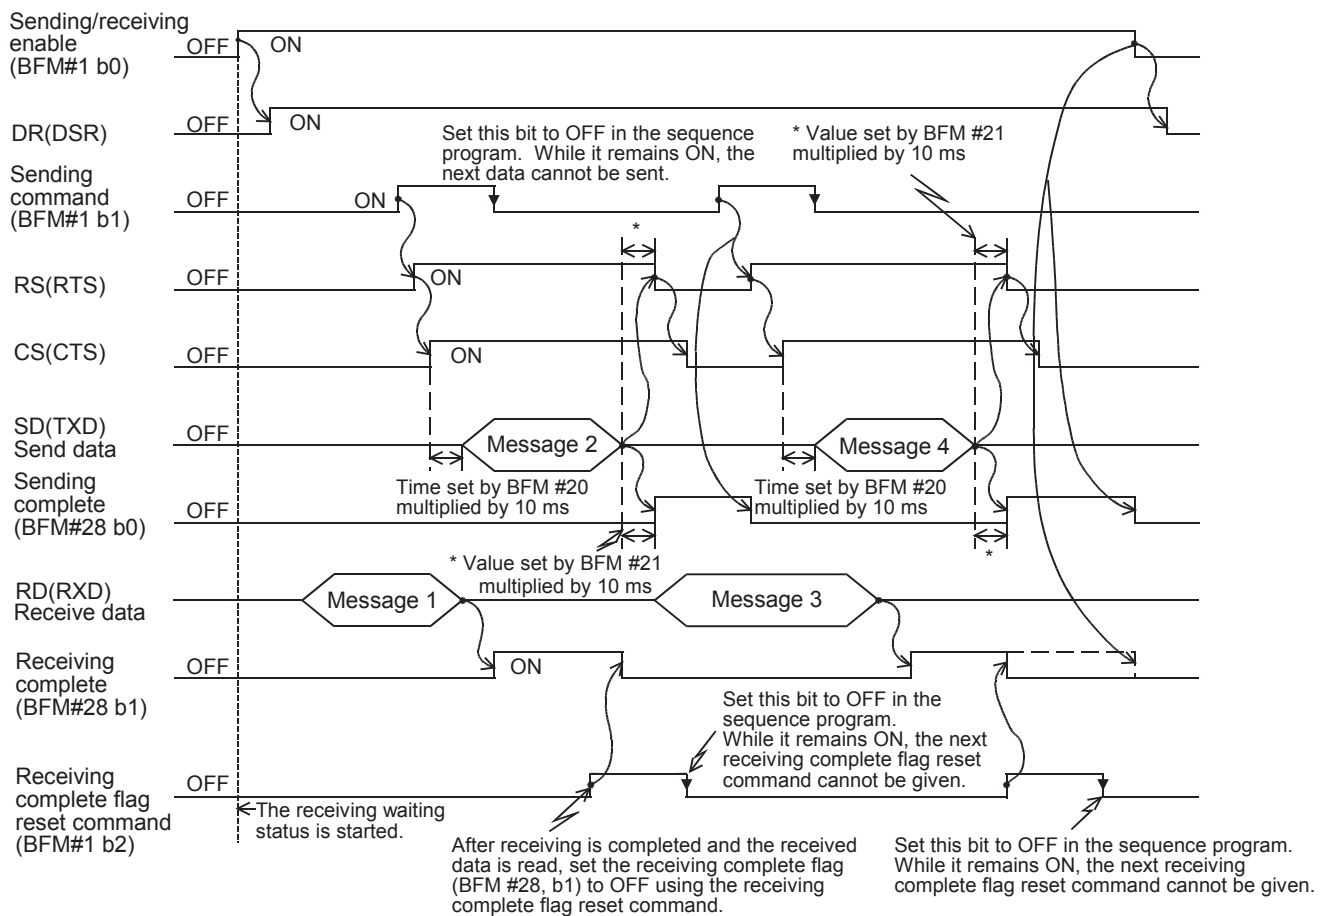 Sending/receiving
enable
(BFM#1 b0)
OFF
ON
DR(DSR)
OFF
ON
Set this bit to OFF in the sequence
program. While it remains ON, the
next data cannot be sent.
* Value set by BFM #21
multiplied by 10 ms
Sending
command
(BFM#1 b1)
OFF
ON
*
RS(RTS)
OFF
ON
CS(CTS)
OFF
ON
SD(TXD)
Send data
OFF
Message 2
Message 4
Time set by BFM #20
multiplied by 10 ms
Time set by BFM #20
multiplied by 10 ms
Sending
complete
(BFM#28 b0)
OFF
*
* Value set by BFM #21
multiplied by 10 ms
RD(RXD)
Receive data
Message 1
Message 3
Receiving
complete
(BFM#28 b1)
OFF
ON
Set this bit to OFF in the
sequence program.
While it remains ON, the next
receiving complete flag reset
command cannot be given.
Receiving
complete flag
reset command
(BFM#1 b2)
OFF
The receiving waiting
status is started.
After receiving is completed and the received
data is read, set the receiving complete flag
(BFM #28, b1) to OFF using the receiving
complete flag reset command.
Set this bit to OFF in the sequence program.
While it remains ON, the next receiving
complete flag reset command cannot be given.